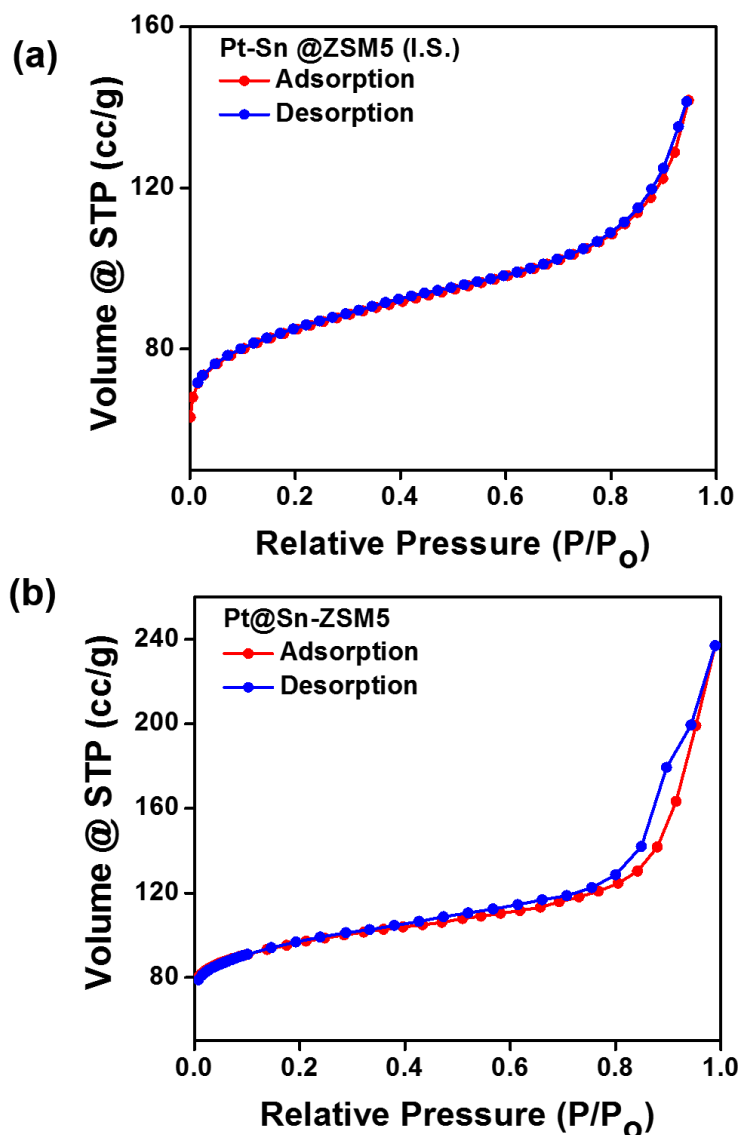 (a)
Pt-Sn @ZSM5 (I.S.)
Adsorption
Desorption
160
120
80
Volume @ STP (cc/g)
0.0 0.2 0.4 0.6 0.8 1.0
Relative Pressure (P/Po)
(b)
Pt@Sn-ZSM5
Adsorption
Desorption
240
200
160
120
80
Volume @ STP (cc/g)
0.0 0.2 0.4 0.6 0.8 1.0
Relative Pressure (P/Po)